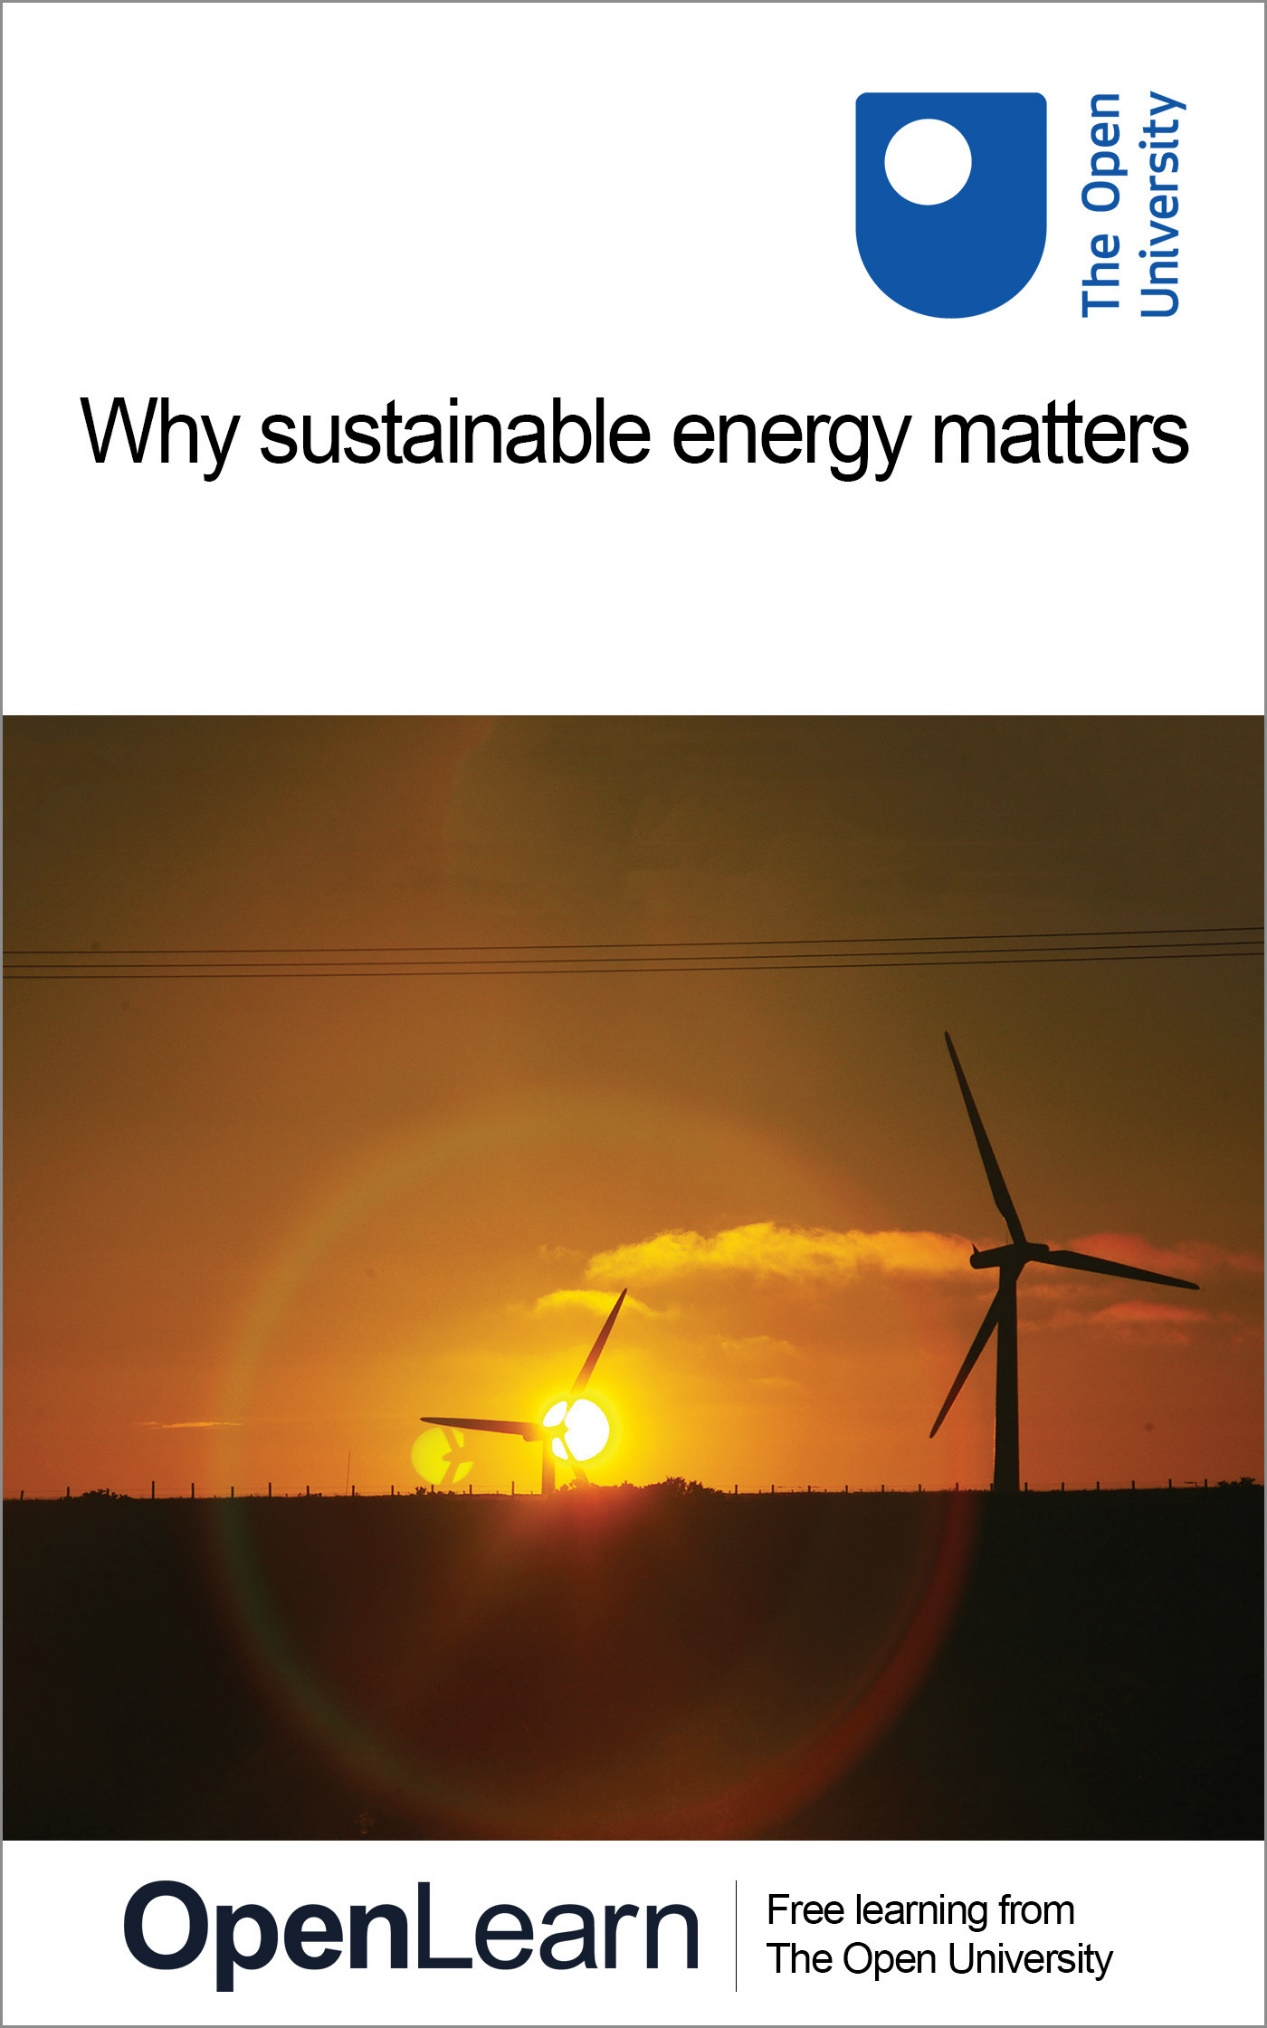 The Open
University
Why sustainable energy matters
OpenLearn
Free learning from
The Open University